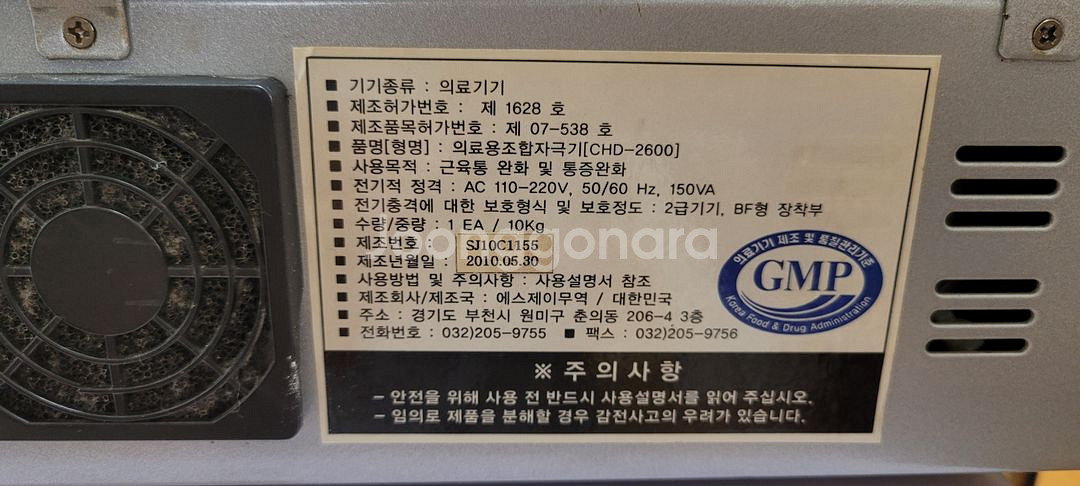 ■ 기기종류 : 의료기기
■ 제조허가번호 : 제 1628 호
■ 제조품목허가번호 : 제 07-538 호
■ 품명[형명] : 의료용조합자극기[CHD-2600]
■ 사용목적 : 근육통 완화 및 통증완화
■ 전기적 정격 : AC 110-220V, 50/60 Hz, 150VA
■ 전기충격에 대한 보호형식 및 보호정도 : 2급기기, BF형 장착부
■ 수량/중량 : 1 EA / 10Kg
■ 제조번호 : SJ10C1155
■ 제조년월일 : 2010.05.30
■ 사용방법 및 주의사항 : 사용설명서 참조
■ 제조회사/제조국 : 에스제이무역 / 대한민국
■ 주소 : 경기도 부천시 원미구 춘의동 206-4 3층
■ 전화번호 : 032)205-9755 ■ 팩스 : 032)205-9756
의료기기 제조 및 품질관리기준
GMP
Korea Food & Drug Administration
※ 주의사항
- 안전을 위해 사용 전 반드시 사용설명서를 읽어 주십시오.
- 임의로 제품을 분해할 경우 감전사고의 우려가 있습니다.